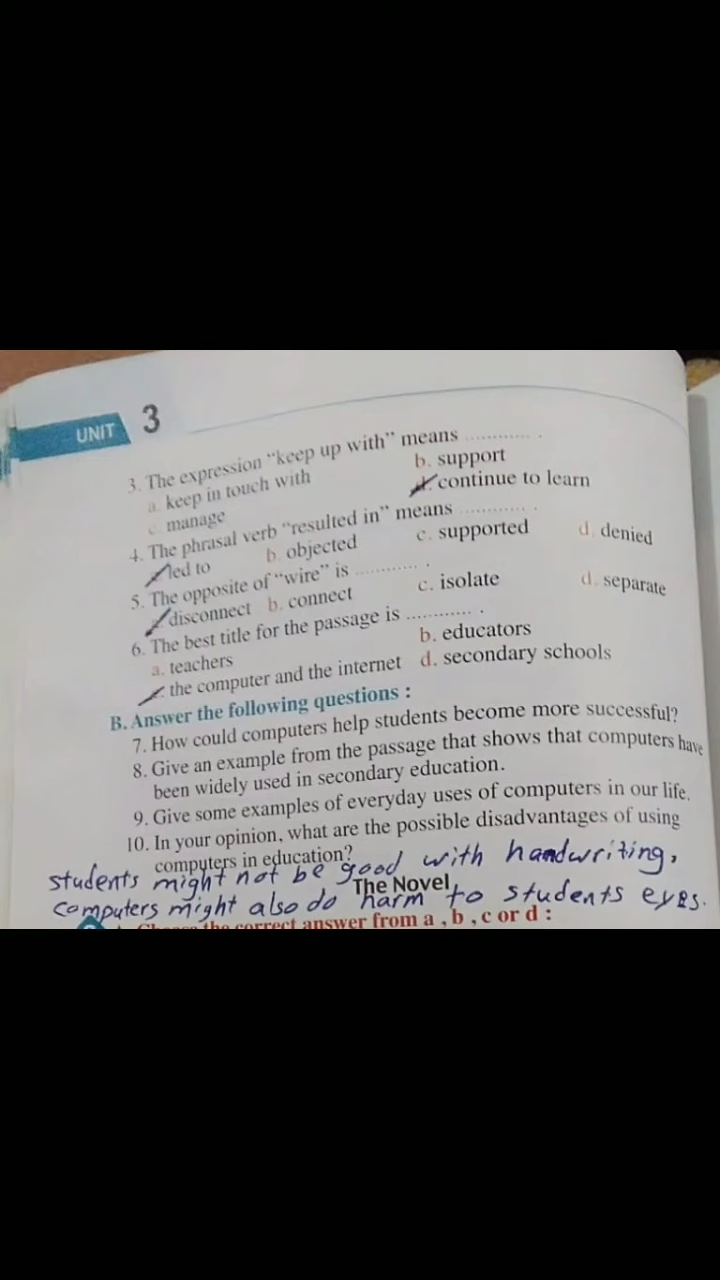 UNIT 3
3. The expression "keep up with" means ............ .
a. keep in touch with b. support
c. manage d. continue to learn
4. The phrasal verb "resulted in" means ............ .
led to b. objected c. supported d. denied
5. The opposite of "wire" is ............ .
disconnect b. connect c. isolate d. separate
6. The best title for the passage is ............ .
a. teachers b. educators
the computer and the internet d. secondary schools
B. Answer the following questions :
7. How could computers help students become more successful?
8. Give an example from the passage that shows that computers have
been widely used in secondary education.
9. Give some examples of everyday uses of computers in our life.
10. In your opinion, what are the possible disadvantages of using
computers in education?
students might not be good with handwriting,
The Novel
computers might also do harm to students eyes.
Choose the correct answer from a , b , c or d :